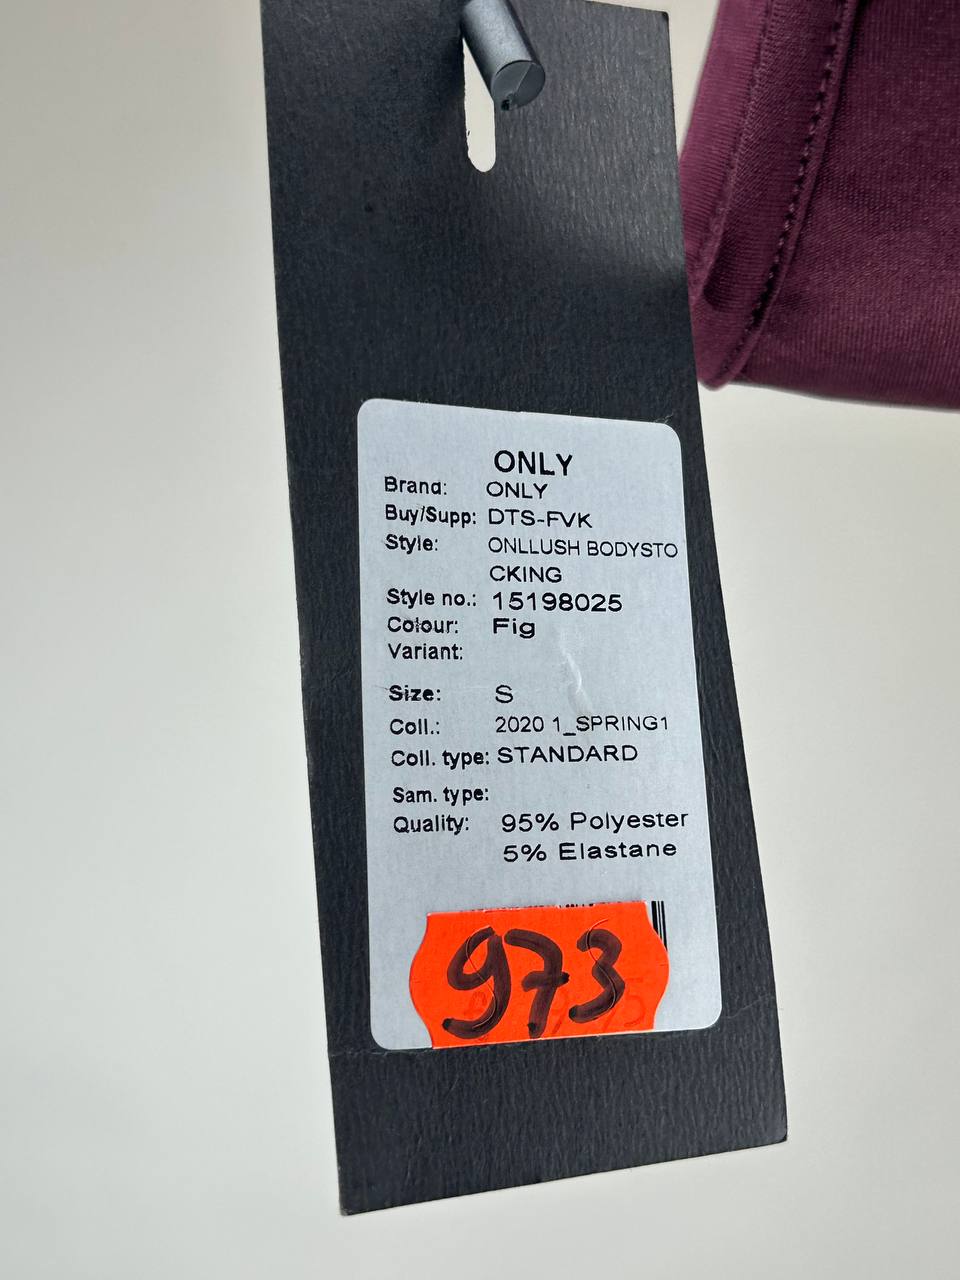 ONLY
Brand: ONLY
Buy/Supp: DTS-FVK
Style: ONLLUSH BODYSTO
CKING
Style no.: 15198025
Colour: Fig
Variant:
Size: S
Coll.: 2020 1_SPRING1
Coll. type: STANDARD
Sam. type:
Quality: 95% Polyester
5% Elastane
973